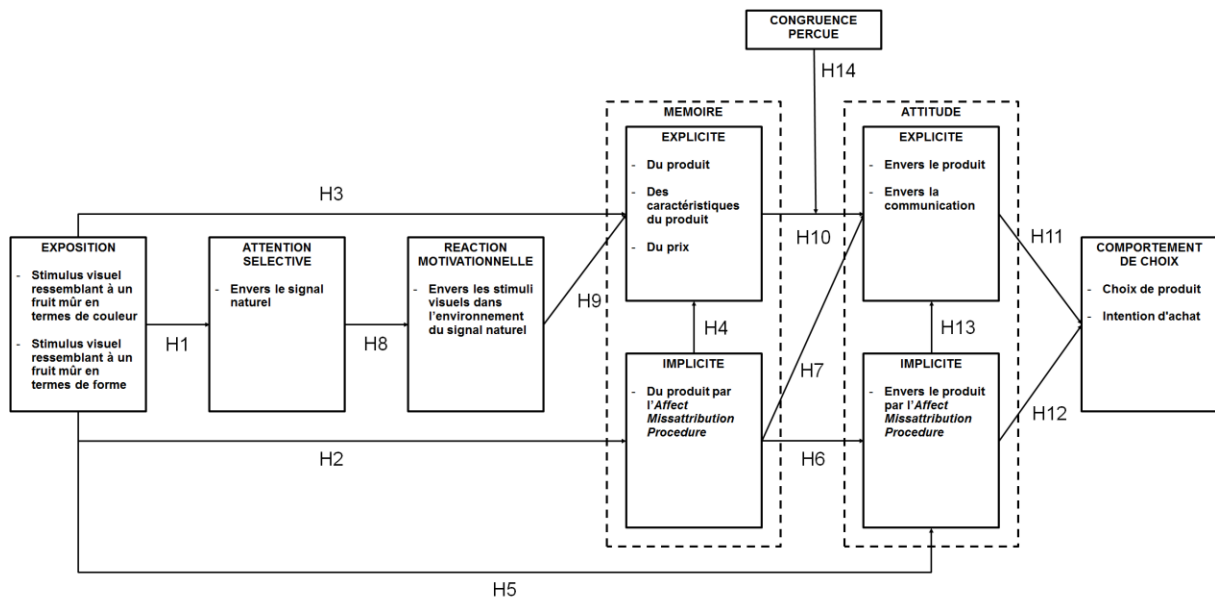 CONGRUENCE
PERCUE
H14
MEMOIRE
ATTITUDE
EXPLICITE
- Du produit
- Des
caractéristiques
du produit
- Du prix
EXPLICITE
- Envers le produit
- Envers la
communication
H3
H10
H11
EXPOSITION
- Stimulus visuel
ressemblant à un
fruit mûr en
termes de couleur
- Stimulus visuel
ressemblant à un
fruit mûr en
termes de forme
H1
ATTENTION
SELECTIVE
- Envers le signal
naturel
H8
REACTION
MOTIVATIONNELLE
- Envers les stimuli
visuels dans
l'environnement
du signal naturel
H9
COMPORTEMENT
DE CHOIX
- Choix de produit
- Intention d'achat
H4
H7
H13
IMPLICITE
- Du produit par
l'Affect
Missattribution
Procedure
IMPLICITE
- Envers le produit
par l'Affect
Missattribution
Procedure
H12
H2
H6
H5